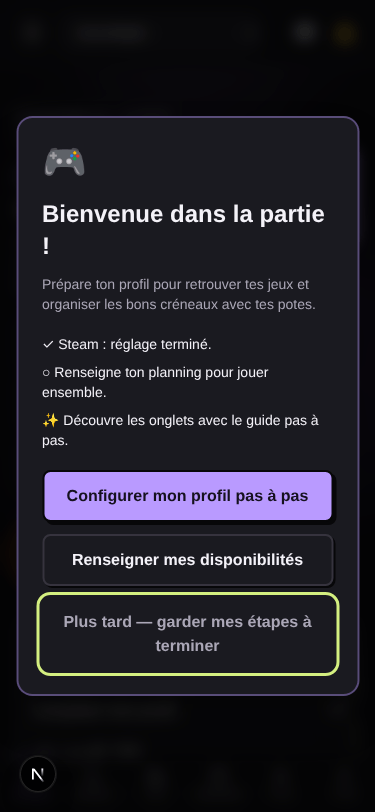 Bienvenue dans la partie
!
Prépare ton profil pour retrouver tes jeux et
organiser les bons créneaux avec tes potes.
✓ Steam : réglage terminé.
○ Renseigne ton planning pour jouer
ensemble.
✨ Découvre les onglets avec le guide pas à
pas.
Configurer mon profil pas à pas
Renseigner mes disponibilités
Plus tard — garder mes étapes à
terminer
N